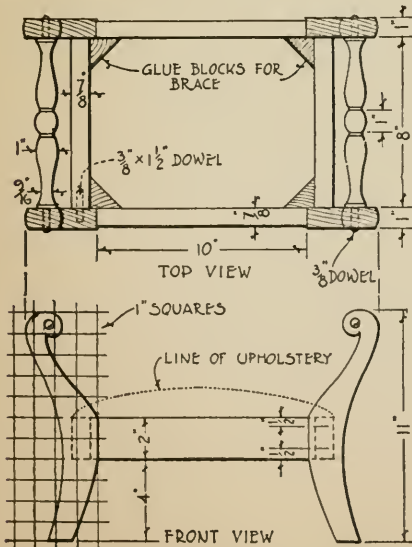 1"
GLUE BLOCKS FOR
BRACE
7/8"
8"
1"
1"
3/8 × 1 1/2" DOWEL
9/16"
7/8"
1"
10"
3/8" DOWEL
TOP VIEW
1" SQUARES
LINE OF UPHOLSTERY
2"
1/2"
1/2"
11"
4"
FRONT VIEW